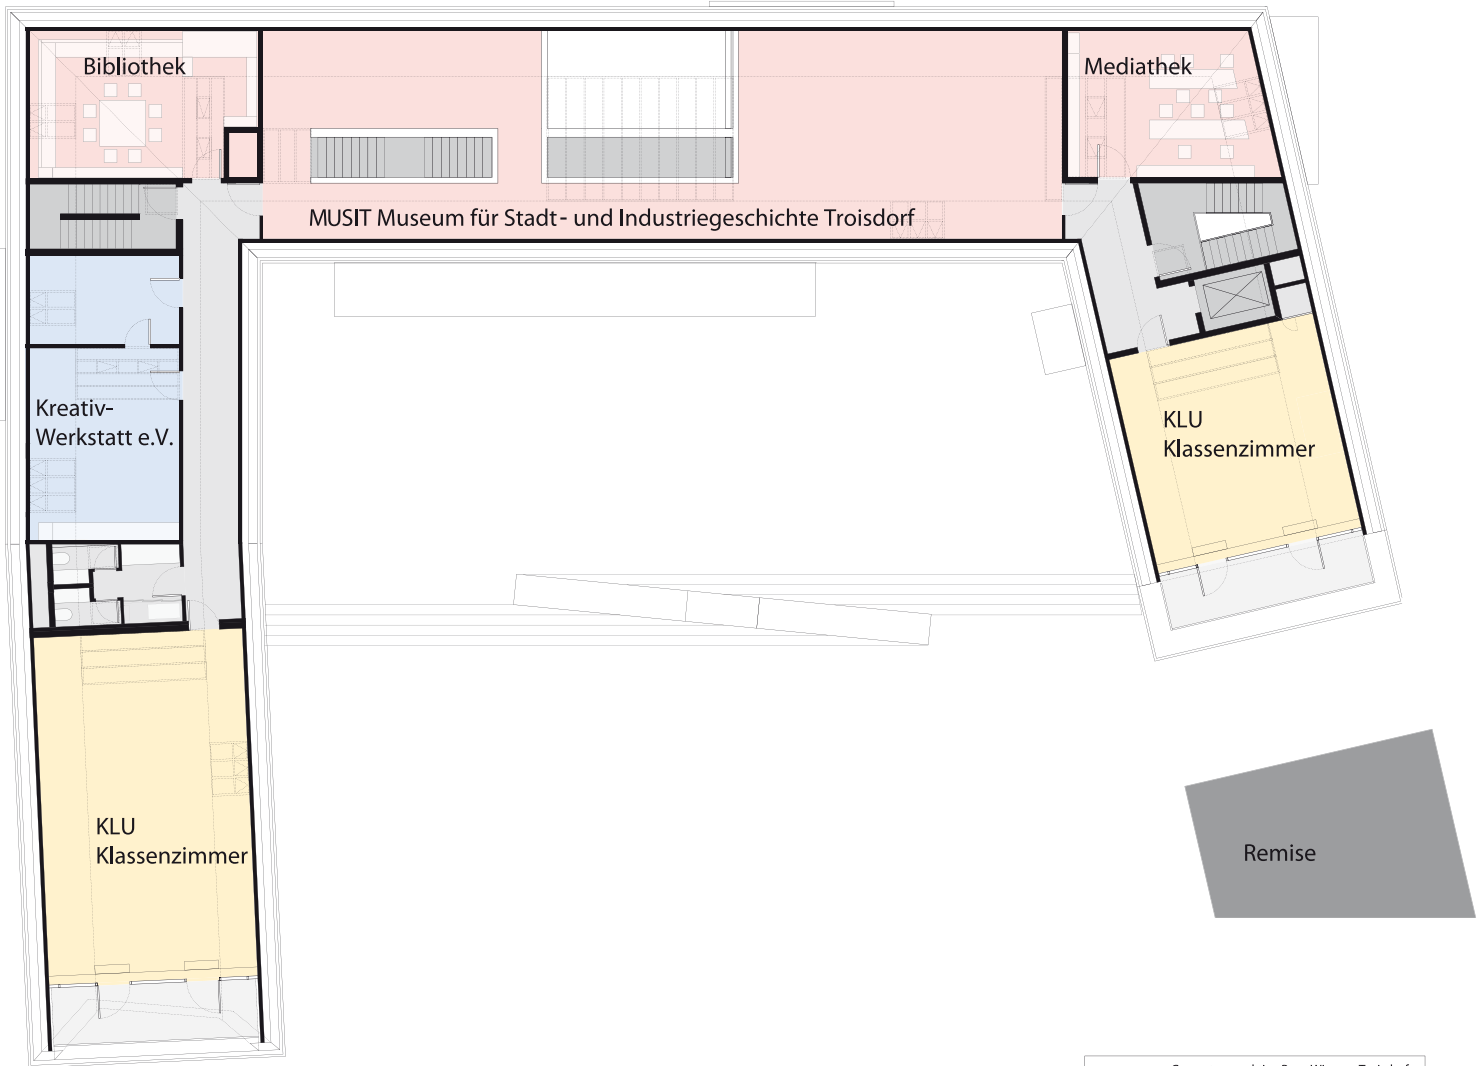 Bibliothek
Mediathek
MUSIT Museum für Stadt- und Industriegeschichte Troisdorf
Kreativ-
Werkstatt e.V.
KLU
Klassenzimmer
KLU
Klassenzimmer
Remise